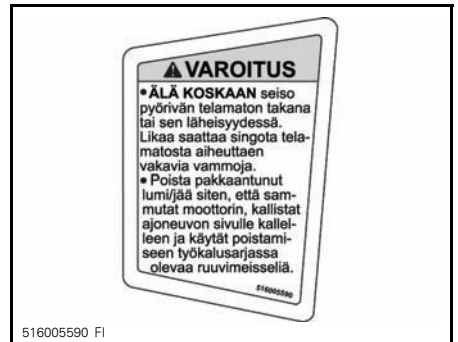 VAROITUS
• ÄLÄ KOSKAAN seiso
pyörivän telamaton takana
tai sen läheisyydessä.
Likaa saattaa singota tela-
matosta aiheuttaen
vakavia vammoja.
• Poista pakkaantunut
lumi/jää siten, että sam-
mutat moottorin, kallistat
ajoneuvon sivulle kallel-
leen ja käytät poistami-
seen työkalusarjassa
olevaa ruuvimeisseliä.
516005590
516005590 FI